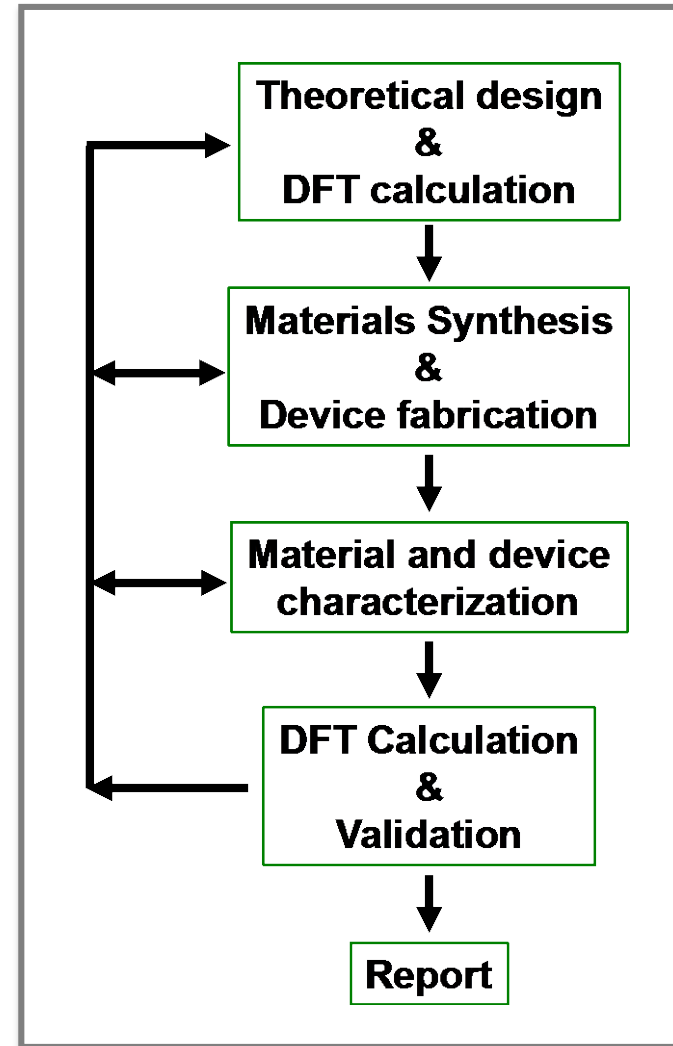 Theoretical design
&
DFT calculation
Materials Synthesis
&
Device fabrication
Material and device
characterization
DFT Calculation
&
Validation
Report